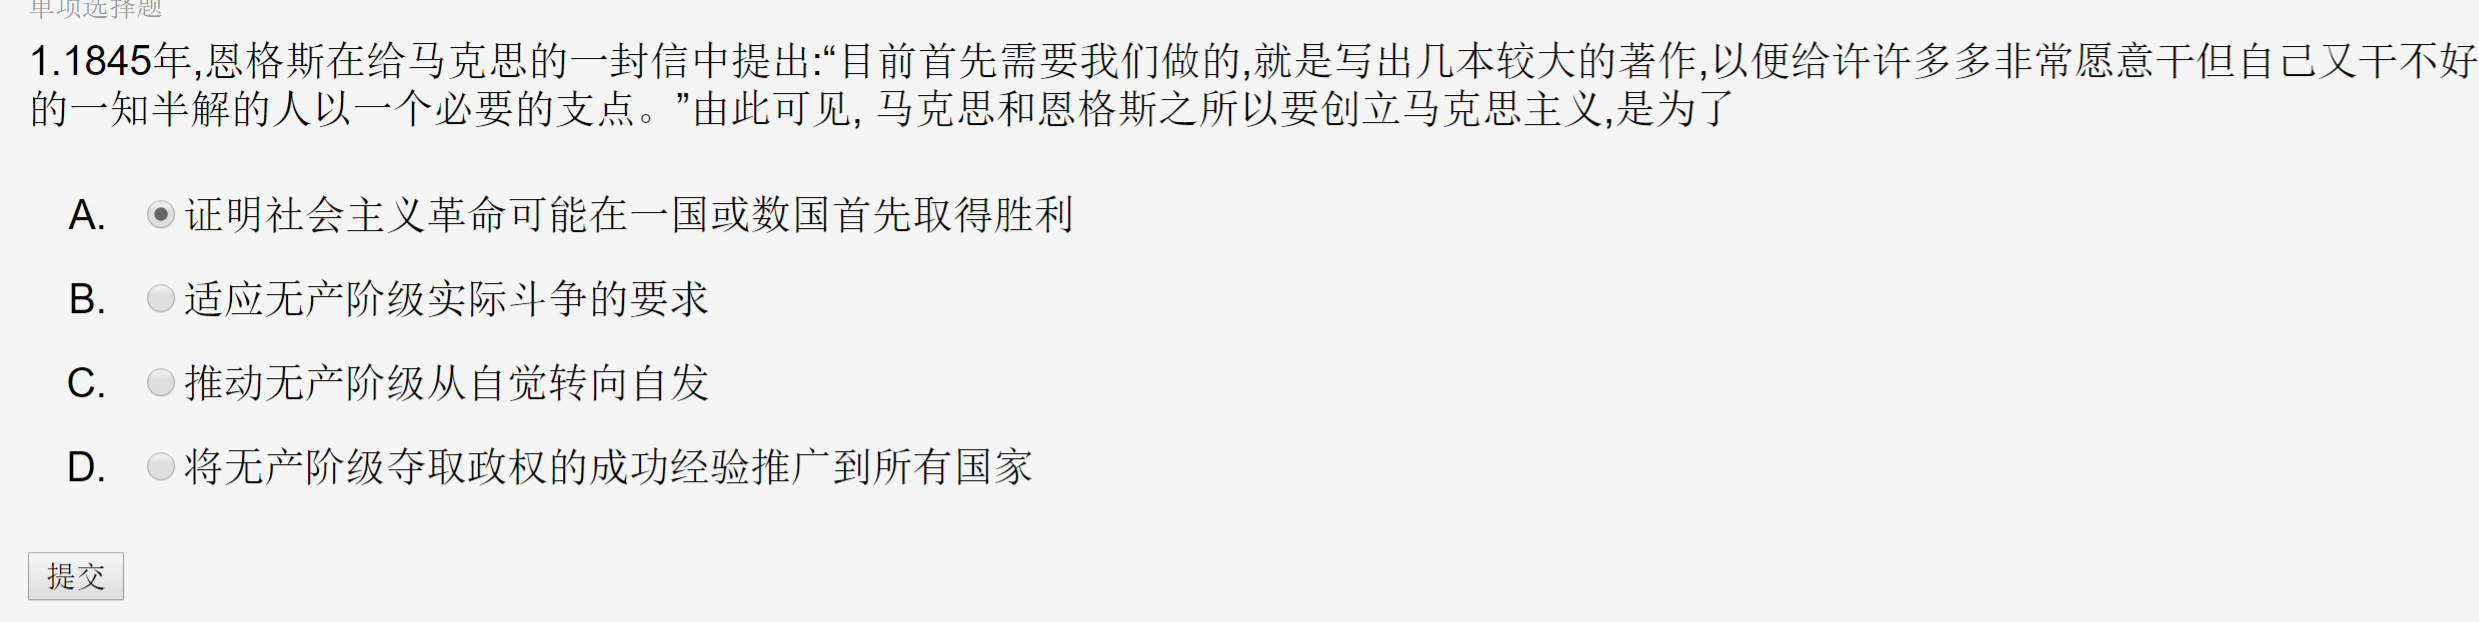 单项选择题
1.1845年,恩格斯在给马克思的一封信中提出:“目前首先需要我们做的,就是写出几本较大的著作,以便给许许多多非常愿意干但自己又干不好
的一知半解的人以一个必要的支点。”由此可见, 马克思和恩格斯之所以要创立马克思主义,是为了
A. 证明社会主义革命可能在一国或数国首先取得胜利
B. 适应无产阶级实际斗争的要求
C. 推动无产阶级从自觉转向自发
D. 将无产阶级夺取政权的成功经验推广到所有国家
提交